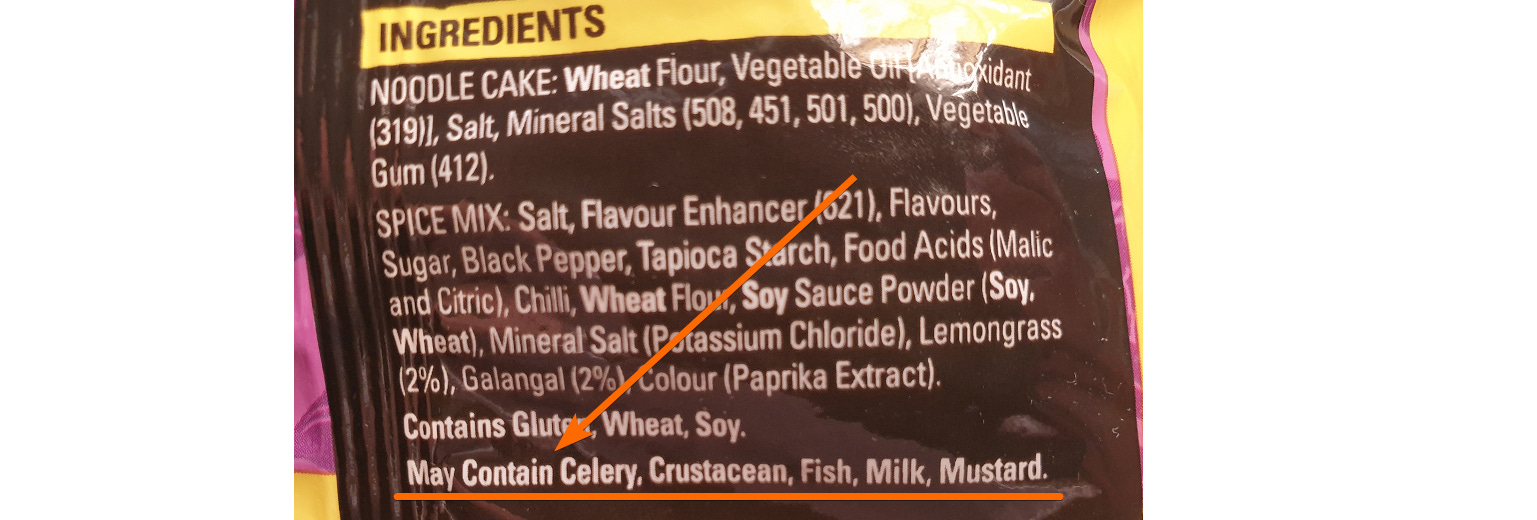 INGREDIENTS
NOODLE CAKE: Wheat Flour, Vegetable Oil [Antioxidant
(319)], Salt, Mineral Salts (508, 451, 501, 500), Vegetable
Gum (412).
SPICE MIX: Salt, Flavour Enhancer (621), Flavours,
Sugar, Black Pepper, Tapioca Starch, Food Acids (Malic
and Citric), Chilli, Wheat Flour, Soy Sauce Powder (Soy,
Wheat), Mineral Salt (Potassium Chloride), Lemongrass
(2%), Galangal (2%), Colour (Paprika Extract).
Contains Gluten, Wheat, Soy.
May Contain Celery, Crustacean, Fish, Milk, Mustard.